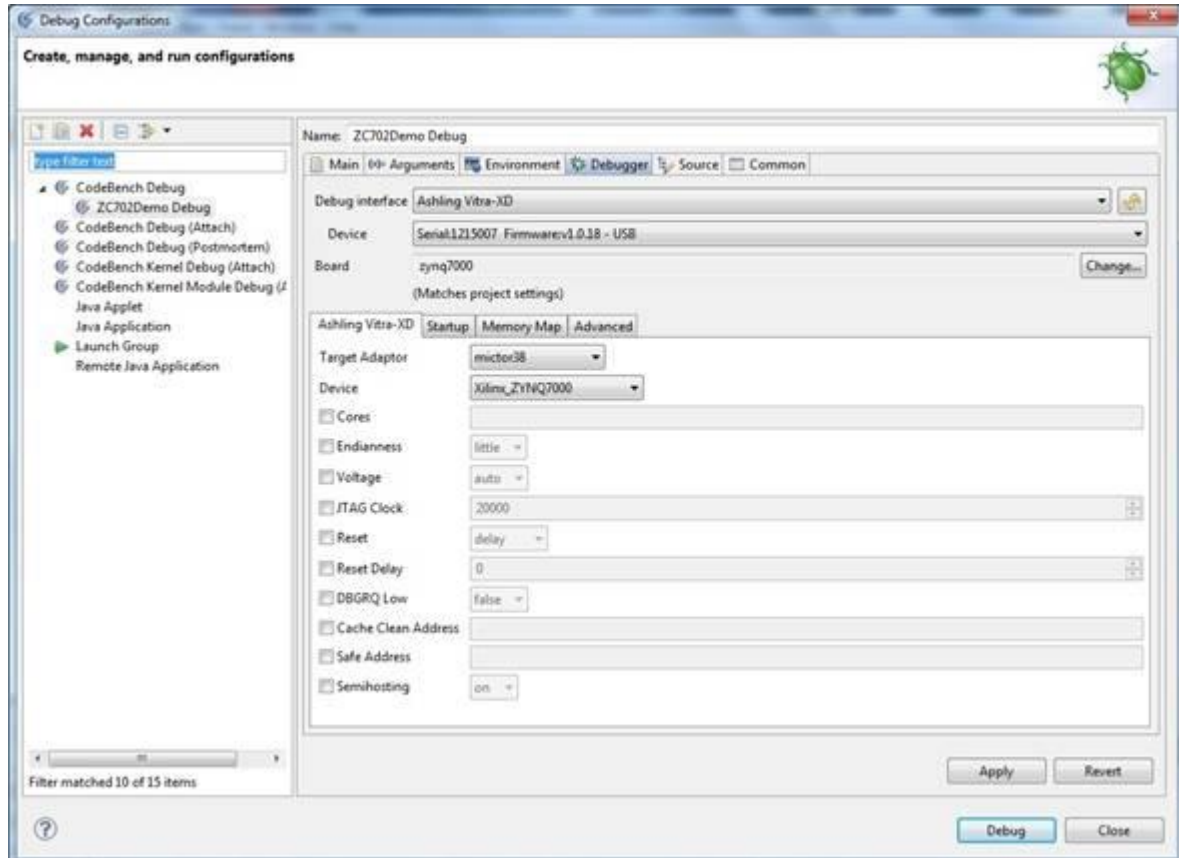 Debug Configurations
Create, manage, and run configurations
type filter text
CodeBench Debug
ZC702Demo Debug
CodeBench Debug (Attach)
CodeBench Debug (Postmortem)
CodeBench Kernel Debug (Attach)
CodeBench Kernel Module Debug (A
Java Applet
Java Application
Launch Group
Remote Java Application
Filter matched 10 of 15 items
Name: ZC702Demo Debug
Main Arguments Environment Debugger Source Common
Debug interface Ashling Vitra-XD
Device Serial:1215007 Firmware:v1.0.18 - USB
Board zynq7000 Change...
(Matches project settings)
Ashling Vitra-XD Startup Memory Map Advanced
Target Adaptor mictor38
Device Xilinx_ZYNQ7000
Cores
Endianness little
Voltage auto
JTAG Clock 20000
Reset delay
Reset Delay 0
DBGRQ Low false
Cache Clean Address
Safe Address
Semihosting on
Apply Revert
Debug Close